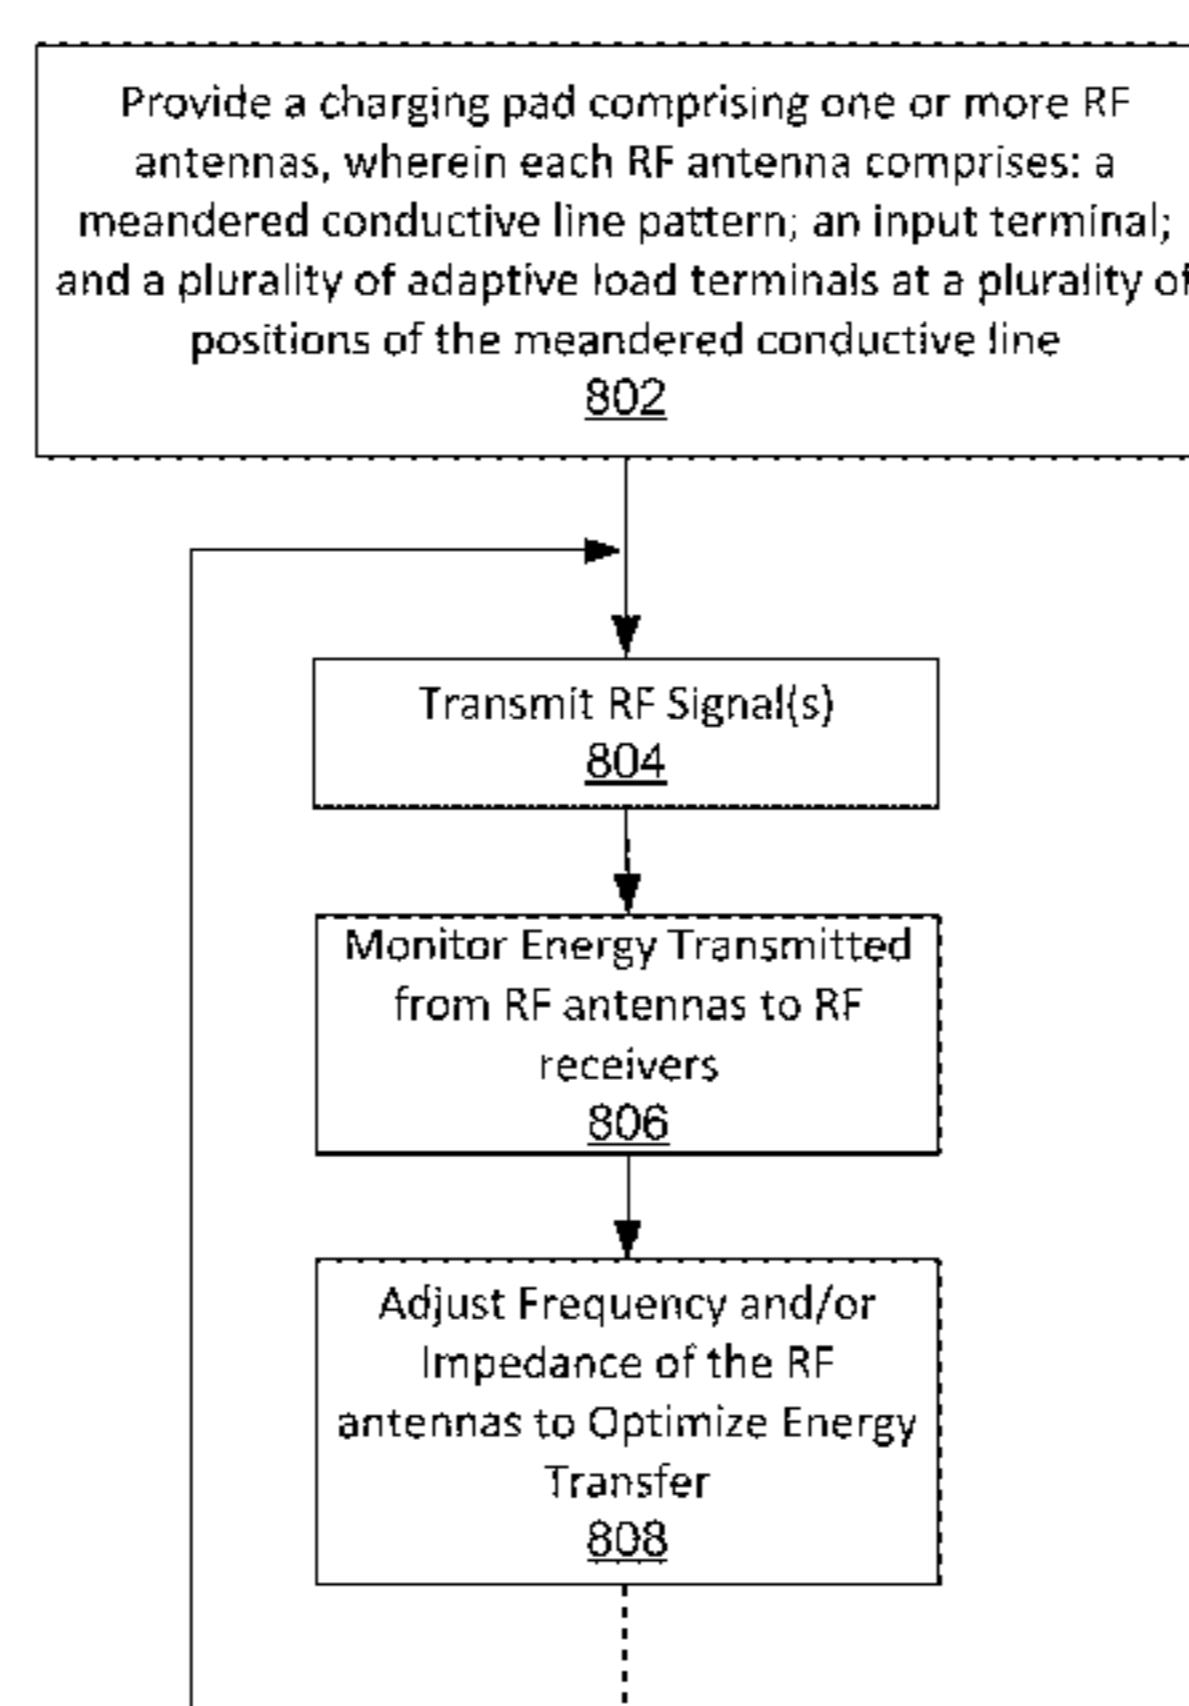 Provide a charging pad comprising one or more RF
antennas, wherein each RF antenna comprises: a
meandered conductive line pattern; an input terminal;
and a plurality of adaptive load terminals at a plurality of
positions of the meandered conductive line
802
Transmit RF Signal(s)
804
Monitor Energy Transmitted
from RF antennas to RF
receivers
806
Adjust Frequency and/or
Impedance of the RF
antennas to Optimize Energy
Transfer
808